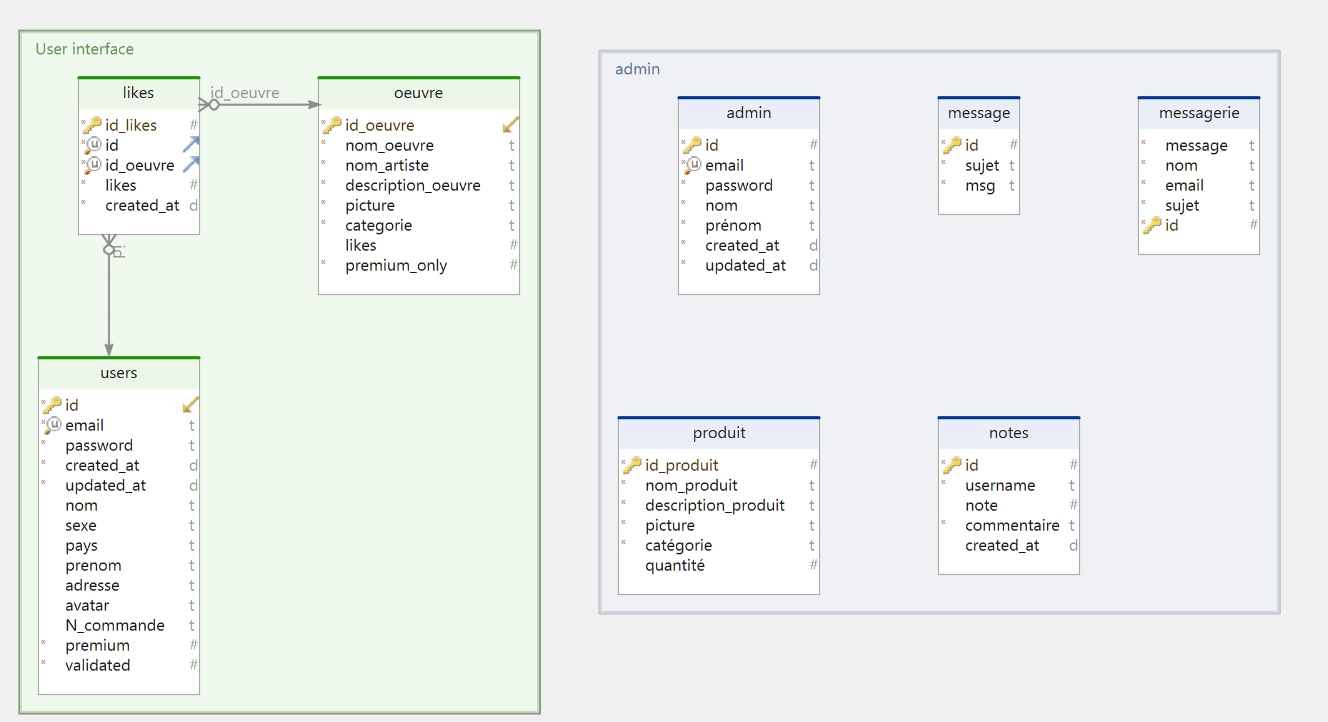 User interface
likes
id_likes #
id
id_oeuvre
likes #
created_at d
id_oeuvre
oeuvre
id_oeuvre
nom_oeuvre t
nom_artiste t
description_oeuvre t
picture t
categorie t
likes #
premium_only #
id
users
id
email t
password t
created_at d
updated_at d
nom t
sexe t
pays t
prenom t
adresse t
avatar t
N_commande t
premium #
validated #
admin
admin
id #
email t
password t
nom t
prénom t
created_at d
updated_at d
message
id #
sujet t
msg t
messagerie
message t
nom t
email t
sujet t
id #
produit
id_produit #
nom_produit t
description_produit t
picture t
catégorie t
quantité #
notes
id #
username t
note #
commentaire t
created_at d